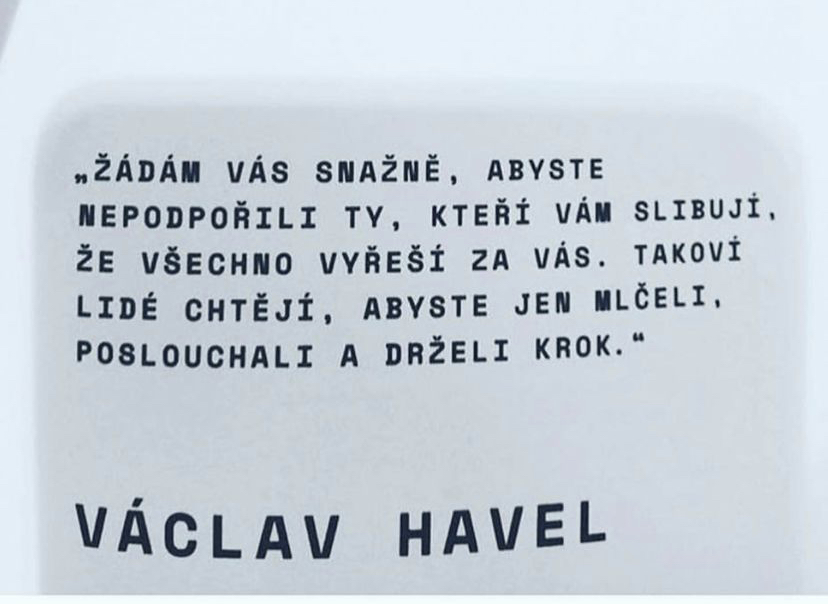 „ŽÁDÁM VÁS SNAŽNĚ, ABYSTE
NEPODPOŘILI TY, KTEŘÍ VÁM SLIBUJÍ,
ŽE VŠECHNO VYŘEŠÍ ZA VÁS. TAKOVÍ
LIDÉ CHTĚJÍ, ABYSTE JEN MLČELI,
POSLOUCHALI A DRŽELI KROK.“
VÁCLAV HAVEL